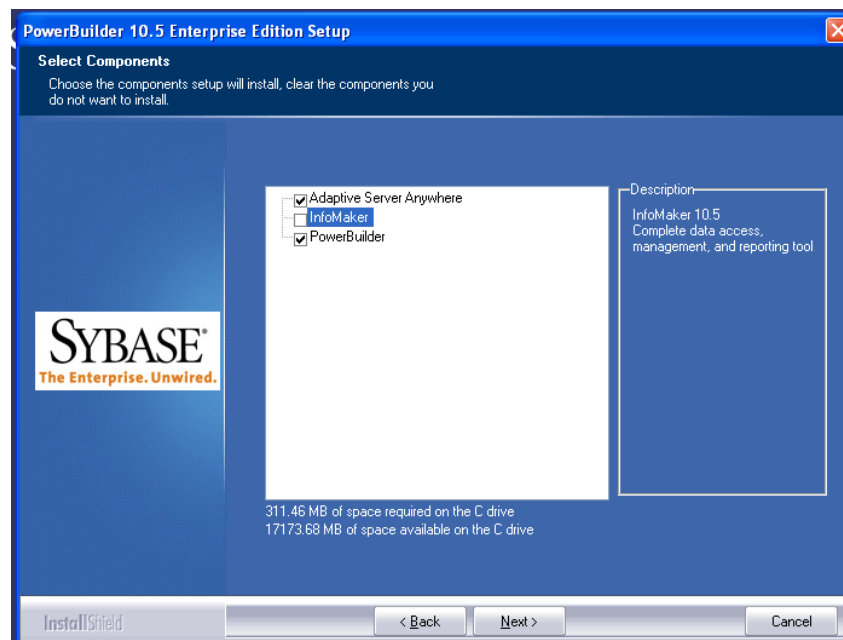 PowerBuilder 10.5 Enterprise Edition Setup
Select Components
Choose the components setup will install, clear the components you
do not want to install.
Adaptive Server Anywhere
InfoMaker
PowerBuilder
Description
InfoMaker 10.5
Complete data access,
management, and reporting tool
SYBASE®
The Enterprise. Unwired.
311.46 MB of space required on the C drive
17173.68 MB of space available on the C drive
InstallShield
< Back
Next >
Cancel